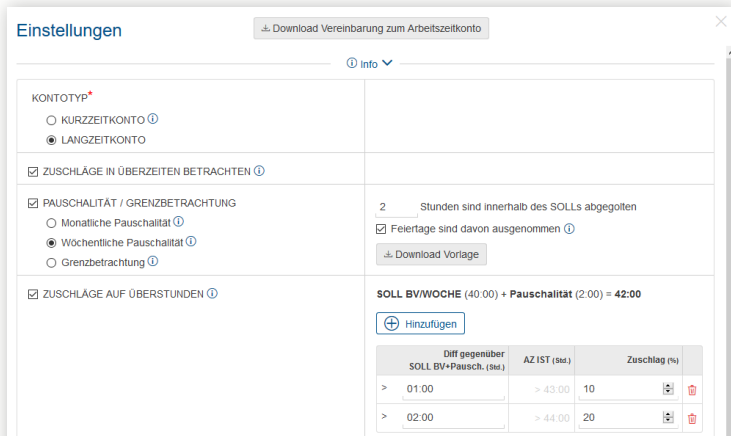 Einstellungen
Download Vereinbarung zum Arbeitszeitkonto
Info
KONTOTYP*
KURZZEITKONTO
LANGZEITKONTO
ZUSCHLÄGE IN ÜBERZEITEN BETRACHTEN
PAUSCHALITÄT / GRENZBETRACHTUNG
Monatliche Pauschalität
Wöchentliche Pauschalität
Grenzbetrachtung
2 Stunden sind innerhalb des SOLLs abgegolten
Feiertage sind davon ausgenommen
Download Vorlage
ZUSCHLÄGE AUF ÜBERSTUNDEN
SOLL BV/WOCHE (40:00) + Pauschalität (2:00) = 42:00
Hinzufügen
Diff gegenüber
SOLL BV+Pausch. (Std.) AZ IST (Std.) Zuschlag (%)
> 01:00 > 43:00 10
> 02:00 > 44:00 20